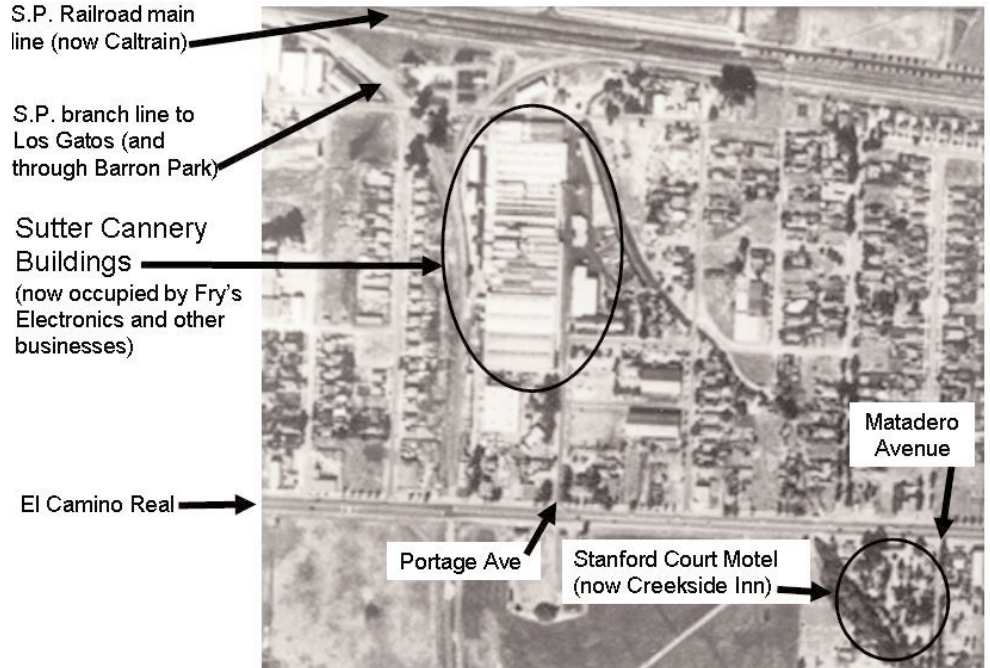 S.P. Railroad main
line (now Caltrain)
S.P. branch line to
Los Gatos (and
through Barron Park)
Sutter Cannery
Buildings
(now occupied by Fry's
Electronics and other
businesses)
Matadero
Avenue
El Camino Real
Portage Ave
Stanford Court Motel
(now Creekside Inn)